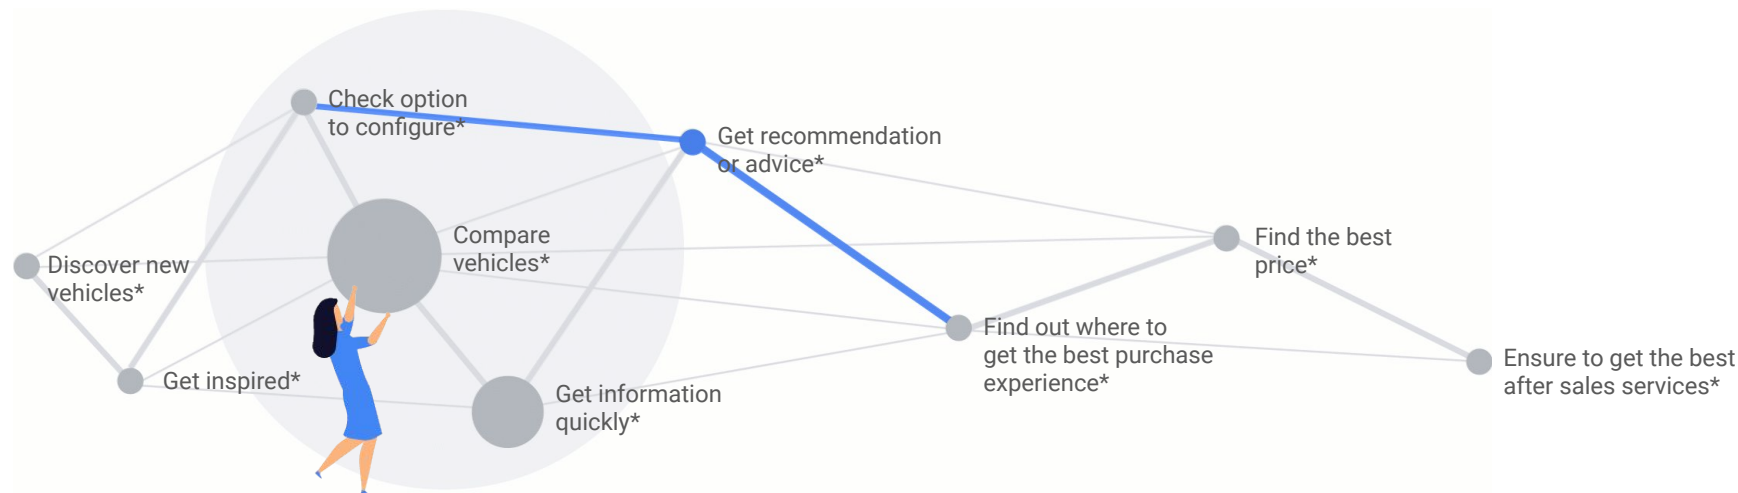 Check option
to configure*
Get recommendation
or advice*
Compare
vehicles*
Find the best
price*
Discover new
vehicles*
Find out where to
get the best purchase
experience*
Ensure to get the best
after sales services*
Get inspired*
Get information
quickly*